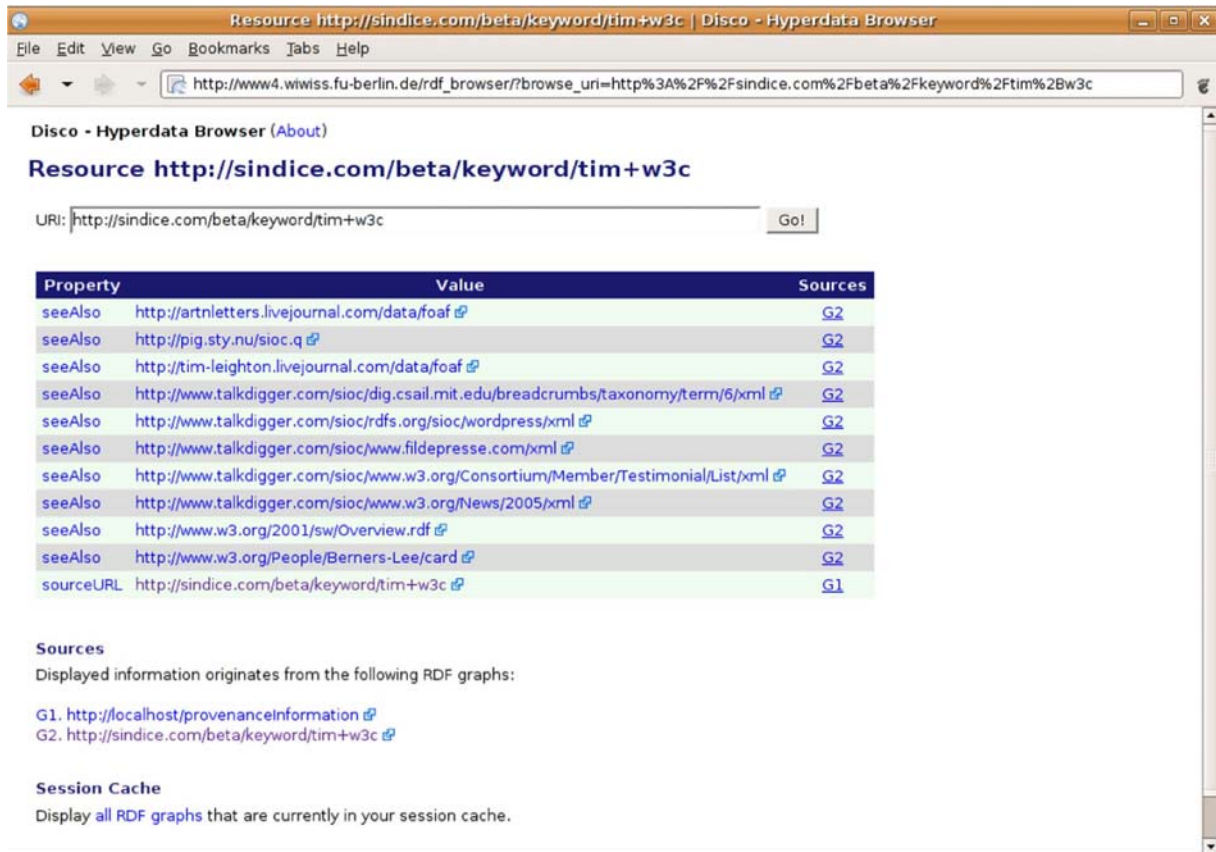 Resource http://sindice.com/beta/keyword/tim+w3c | Disco - Hyperdata Browser
File Edit View Go Bookmarks Tabs Help
http://www4.wiwiss.fu-berlin.de/rdf_browser/?browse_uri=http%3A%2F%2Fsindice.com%2Fbeta%2Fkeyword%2Ftim%2Bw3c
Disco - Hyperdata Browser (About)
Resource http://sindice.com/beta/keyword/tim+w3c
URI: http://sindice.com/beta/keyword/tim+w3c Go!
Property Value Sources
seeAlso http://artnletters.livejournal.com/data/foaf G2
seeAlso http://pig.sty.nu/sioc.q G2
seeAlso http://tim-leighton.livejournal.com/data/foaf G2
seeAlso http://www.talkdigger.com/sioc/dig.csail.mit.edu/breadcrumbs/taxonomy/term/6/xml G2
seeAlso http://www.talkdigger.com/sioc/rdfs.org/sioc/wordpress/xml G2
seeAlso http://www.talkdigger.com/sioc/www.fildepresse.com/xml G2
seeAlso http://www.talkdigger.com/sioc/www.w3.org/Consortium/Member/Testimonial/List/xml G2
seeAlso http://www.talkdigger.com/sioc/www.w3.org/News/2005/xml G2
seeAlso http://www.w3.org/2001/sw/Overview.rdf G2
seeAlso http://www.w3.org/People/Berners-Lee/card G2
sourceURL http://sindice.com/beta/keyword/tim+w3c G1
Sources
Displayed information originates from the following RDF graphs:
G1. http://localhost/provenanceInformation
G2. http://sindice.com/beta/keyword/tim+w3c
Session Cache
Display all RDF graphs that are currently in your session cache.